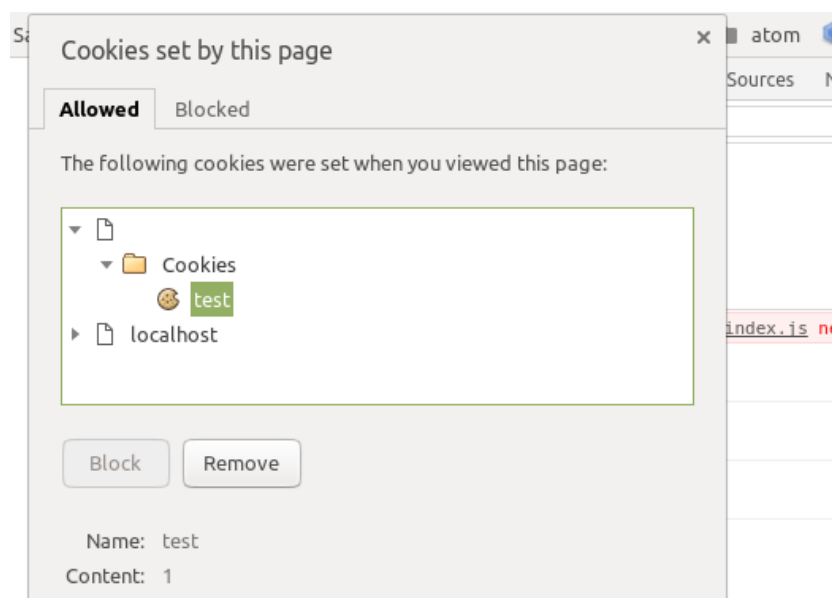 Cookies set by this page
atom
Sources
Allowed Blocked
The following cookies were set when you viewed this page:
Cookies
test
localhost
index.js
Block Remove
Name: test
Content: 1